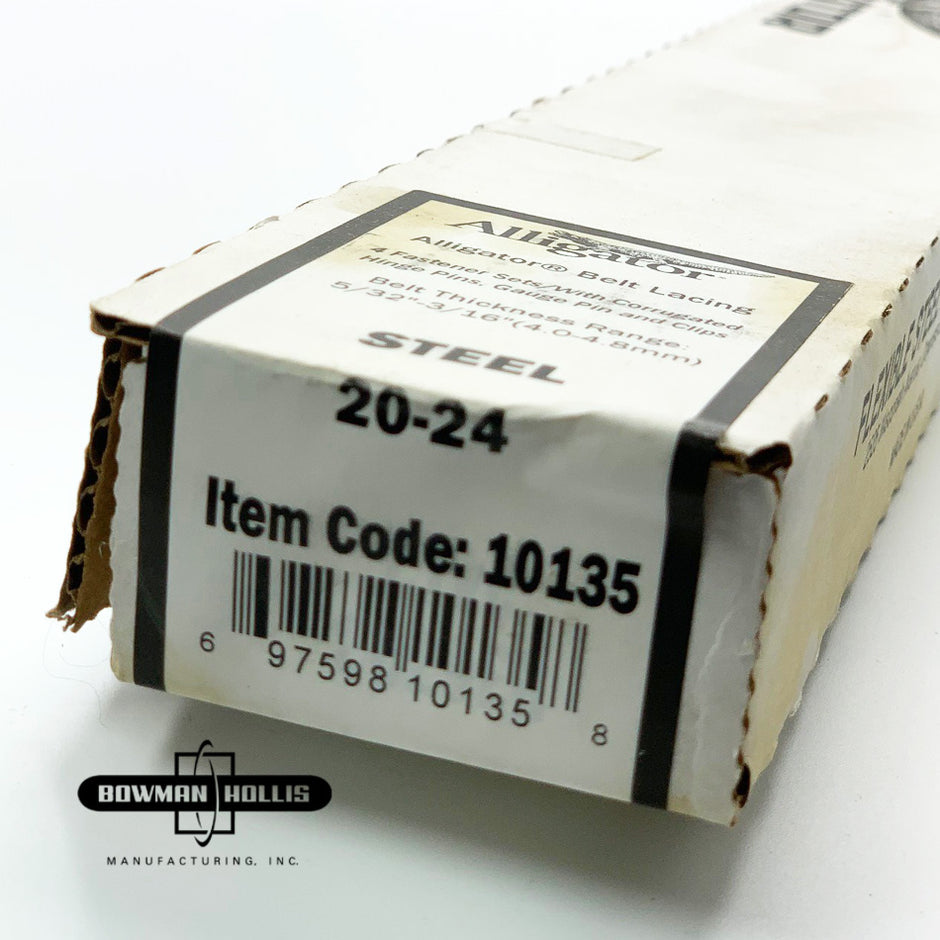 Alligator
Alligator® Belt Lacing
4 Fastener Sets/With Corrugated
Hinge Pins, Gauge Pin and Clips
Belt Thickness Range:
5/32"-3/16"(4.0-4.8mm)
STEEL
20-24
Item Code: 10135
6 97598 10135 8
FLEXIBLE STEEL
BOWMAN HOLLIS
MANUFACTURING, INC.